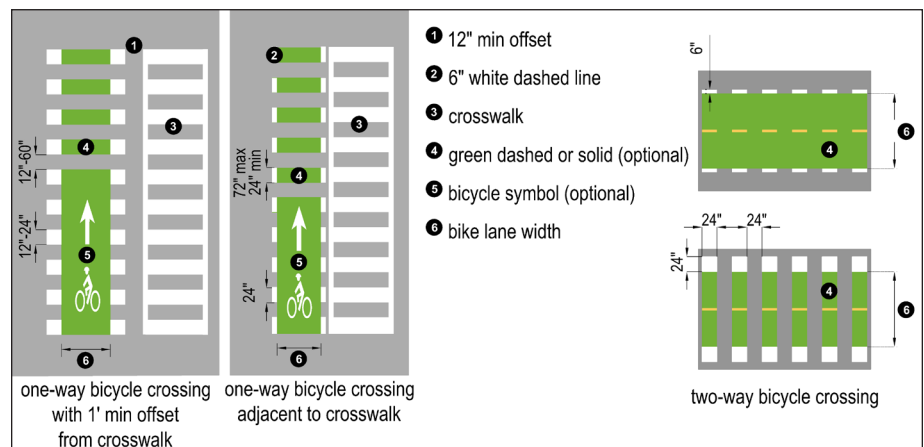 1 12" min offset
2 6" white dashed line
3 crosswalk
4 green dashed or solid (optional)
5 bicycle symbol (optional)
6 bike lane width
1
3
4
12"-60"
12"-24"
5
6
one-way bicycle crossing
with 1' min offset
from crosswalk
2
3
72" max
24" min
4
5
24"
6
one-way bicycle crossing
adjacent to crosswalk
6"
6
4
24" 24"
24"
4
6
two-way bicycle crossing